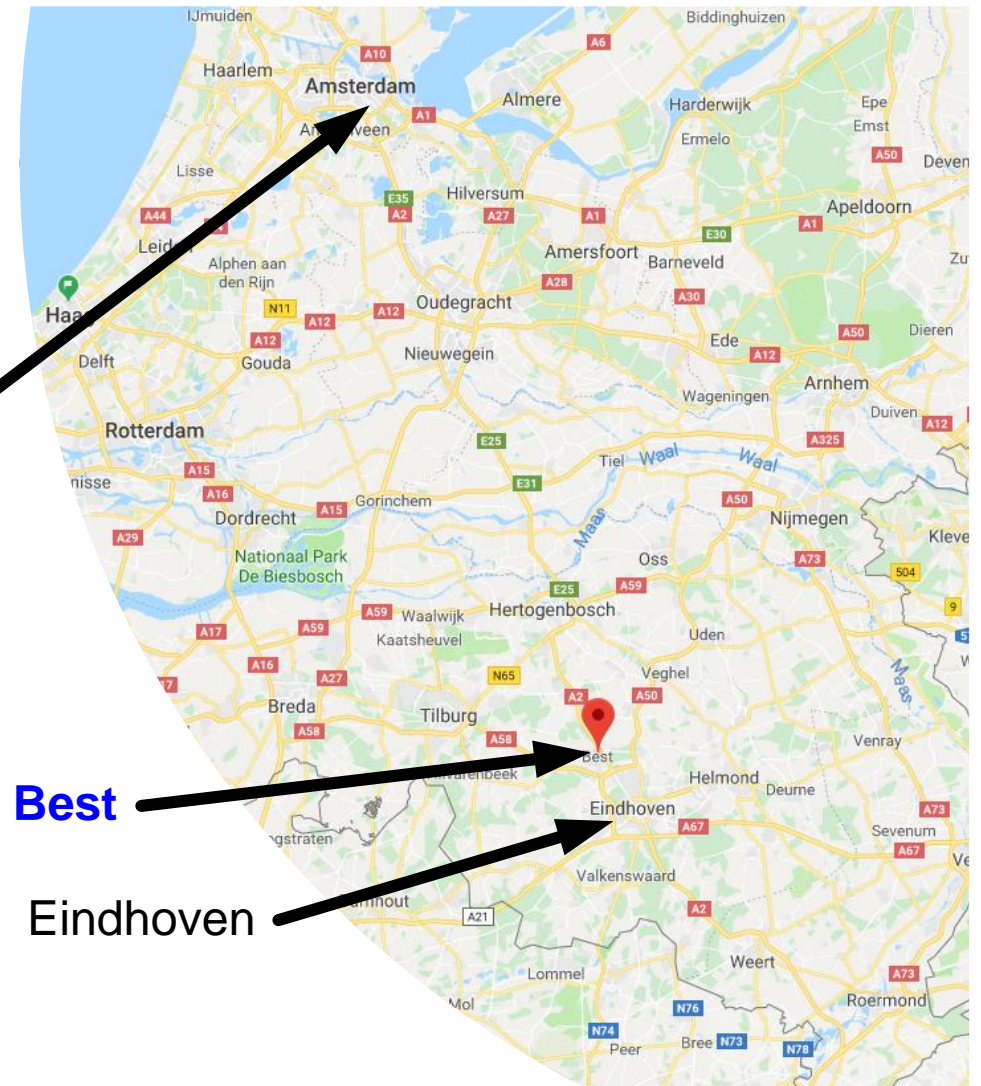 IJmuiden
Biddinghuizen
A6
A10
Haarlem
Amsterdam
Almere
Harderwijk
Epe
A1
Emst
Ermelo
A50
Lisse
Hilversum
E35
A44
A2
A27
A1
Apeldoorn
A1
E30
Amersfoort
Barneveld
Alphen aan
den Rijn
A28
Oudegracht
A30
N11
A12
A12
A12
Nieuwegein
Ede
A50
Dieren
Delft
Gouda
A12
Arnhem
Wageningen
Duiven
A12
Rotterdam
E25
A325
Tiel
Waal
Waal
nisse
A15
A16
E31
Gorinchem
A50
Dordrecht
A15
Nijmegen
A29
Maas
Kleve
Nationaal Park
De Biesbosch
Oss
A73
504
E25
A59
A59
Waalwijk
Hertogenbosch
9
A17
A59
Kaatsheuvel
Uden
A16
A27
N65
Veghel
Maas
Breda
A2
A50
Tilburg
A58
A58
Venray
Best
Best
Helmond
Deurne
Eindhoven
A73
A67
Sevenum
A67
Valkenswaard
Eindhoven
A21
A2
Weert
Lommel
A73
Mol
Roermond
N76
N74
Bree
N73
N78
Peer